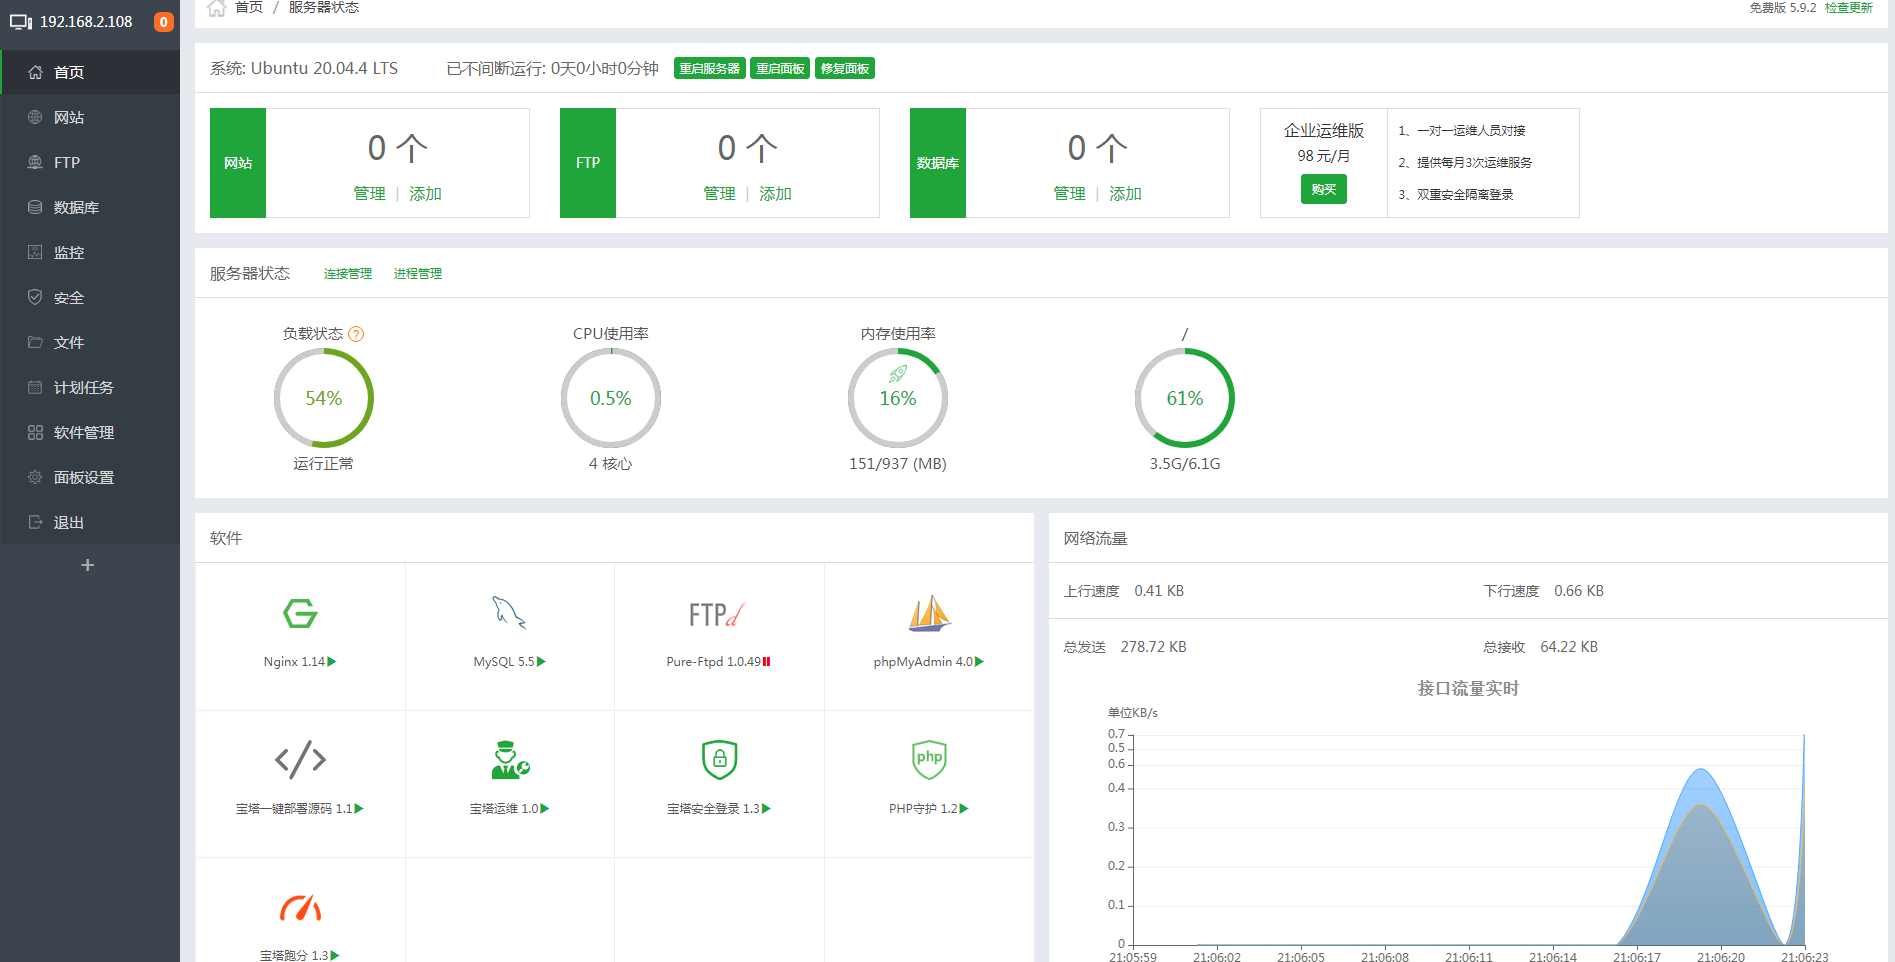 192.168.2.108
0
首页
网站
FTP
数据库
监控
安全
文件
计划任务
软件管理
面板设置
退出
+
首页 / 服务器状态
免费版 5.9.2 检查更新
系统: Ubuntu 20.04.4 LTS 已不间断运行: 0天0小时0分钟 重启服务器 重启面板 修复面板
网站
0 个
管理 | 添加
FTP
0 个
管理 | 添加
数据库
0 个
管理 | 添加
企业运维版
98 元/月
购买
1、一对一运维人员对接
2、提供每月3次运维服务
3、双重安全隔离登录
服务器状态 连接管理 进程管理
负载状态 ?
54%
运行正常
CPU使用率
0.5%
4 核心
内存使用率
16%
151/937 (MB)
/
61%
3.5G/6.1G
软件
FTPd
Nginx 1.14
MySQL 5.5
Pure-Ftpd 1.0.49
phpMyAdmin 4.0
php
宝塔一键部署源码 1.1
宝塔运维 1.0
宝塔安全登录 1.3
PHP守护 1.2
宝塔跑分 1.3
网络流量
上行速度 0.41 KB
下行速度 0.66 KB
总发送 278.72 KB
总接收 64.22 KB
接口流量实时
单位KB/s
0.7
0.5
0.6
0.4
0.3
0.2
0.1
0
21:05:59 21:06:02 21:06:05 21:06:08 21:06:11 21:06:14 21:06:17 21:06:20 21:06:23